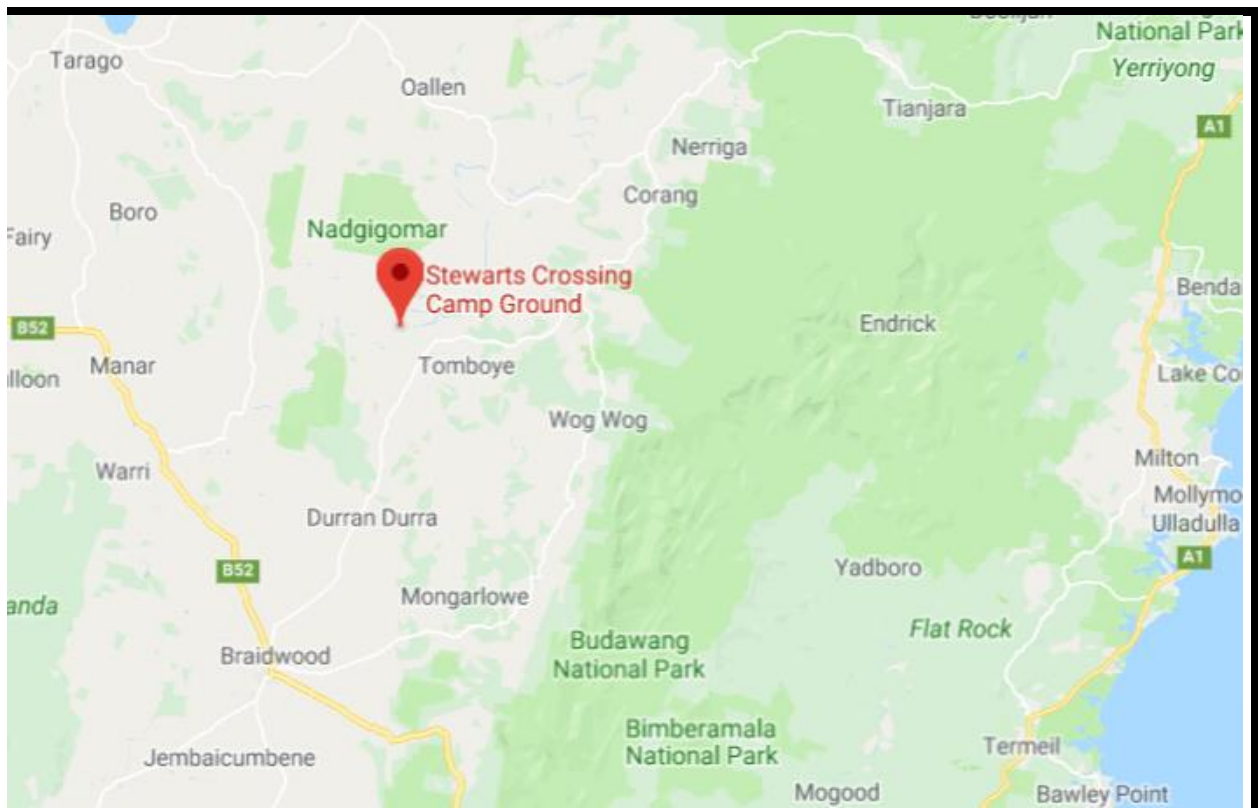 National Park
Yerriyong
Tarago
Oallen
Tianjara
A1
Nerriga
Corang
Boro
Nadgigomar
Fairy
Stewarts Crossing
Camp Ground
Benda
B52
Endrick
Manar
Tomboye
Lake Co
lloon
Wog Wog
Milton
Warri
Mollymo
Ulladulla
Durran Durra
A1
B52
Yadboro
Mongarlowe
anda
Flat Rock
Budawang
National Park
Braidwood
Bimberamala
National Park
Termeil
Jembaicumbene
Mogood
Bawley Point